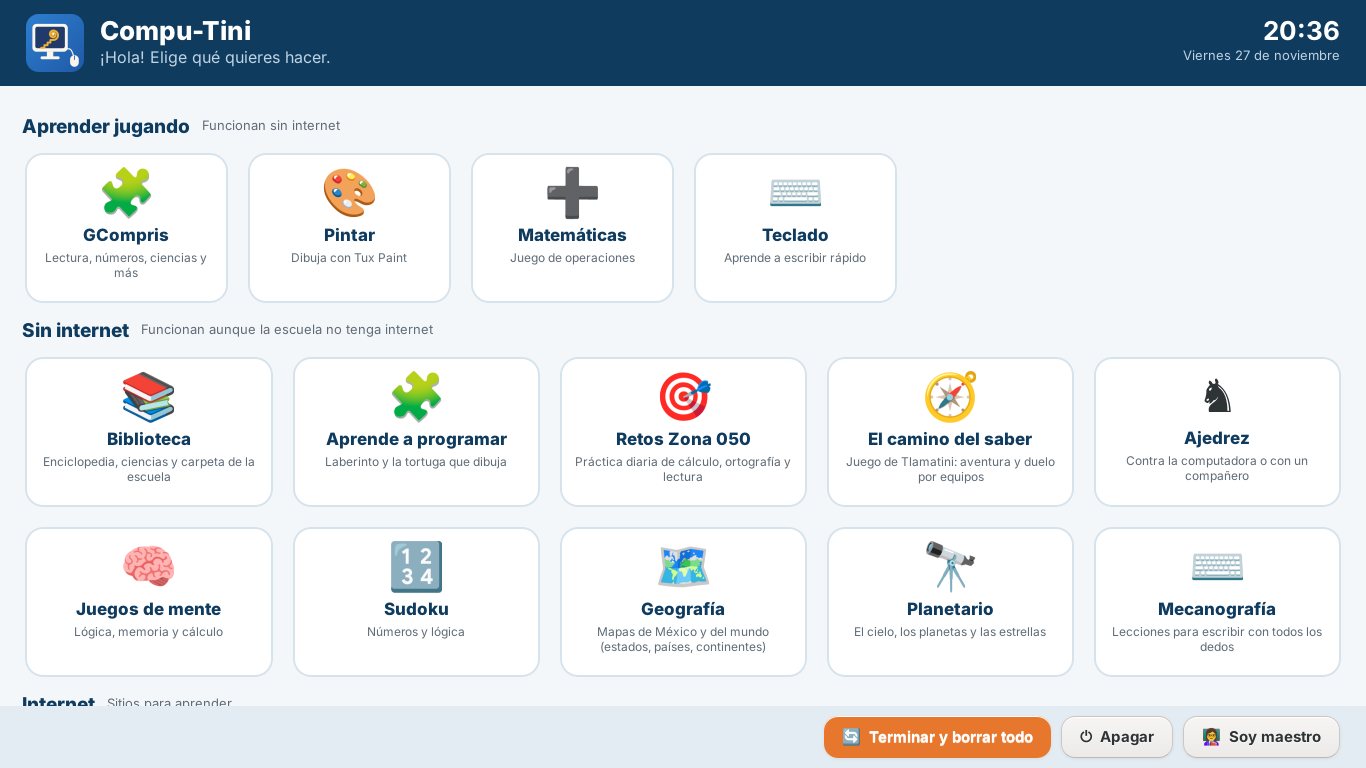 Compu-Tini
¡Hola! Elige qué quieres hacer.
20:36
Viernes 27 de noviembre
Aprender jugando Funcionan sin internet
GCompris
Lectura, números, ciencias y
más
Pintar
Dibuja con Tux Paint
Matemáticas
Juego de operaciones
Teclado
Aprende a escribir rápido
Sin internet Funcionan aunque la escuela no tenga internet
Biblioteca
Enciclopedia, ciencias y carpeta de la
escuela
Aprende a programar
Laberinto y la tortuga que dibuja
Retos Zona 050
Práctica diaria de cálculo, ortografía y
lectura
El camino del saber
Juego de Tlamatini: aventura y duelo
por equipos
Ajedrez
Contra la computadora o con un
compañero
Juegos de mente
Lógica, memoria y cálculo
1 2
3 4
Sudoku
Números y lógica
Geografía
Mapas de México y del mundo
(estados, países, continentes)
Planetario
El cielo, los planetas y las estrellas
Mecanografía
Lecciones para escribir con todos los
dedos
Internet Sitios para aprender
Terminar y borrar todo
Apagar
Soy maestro